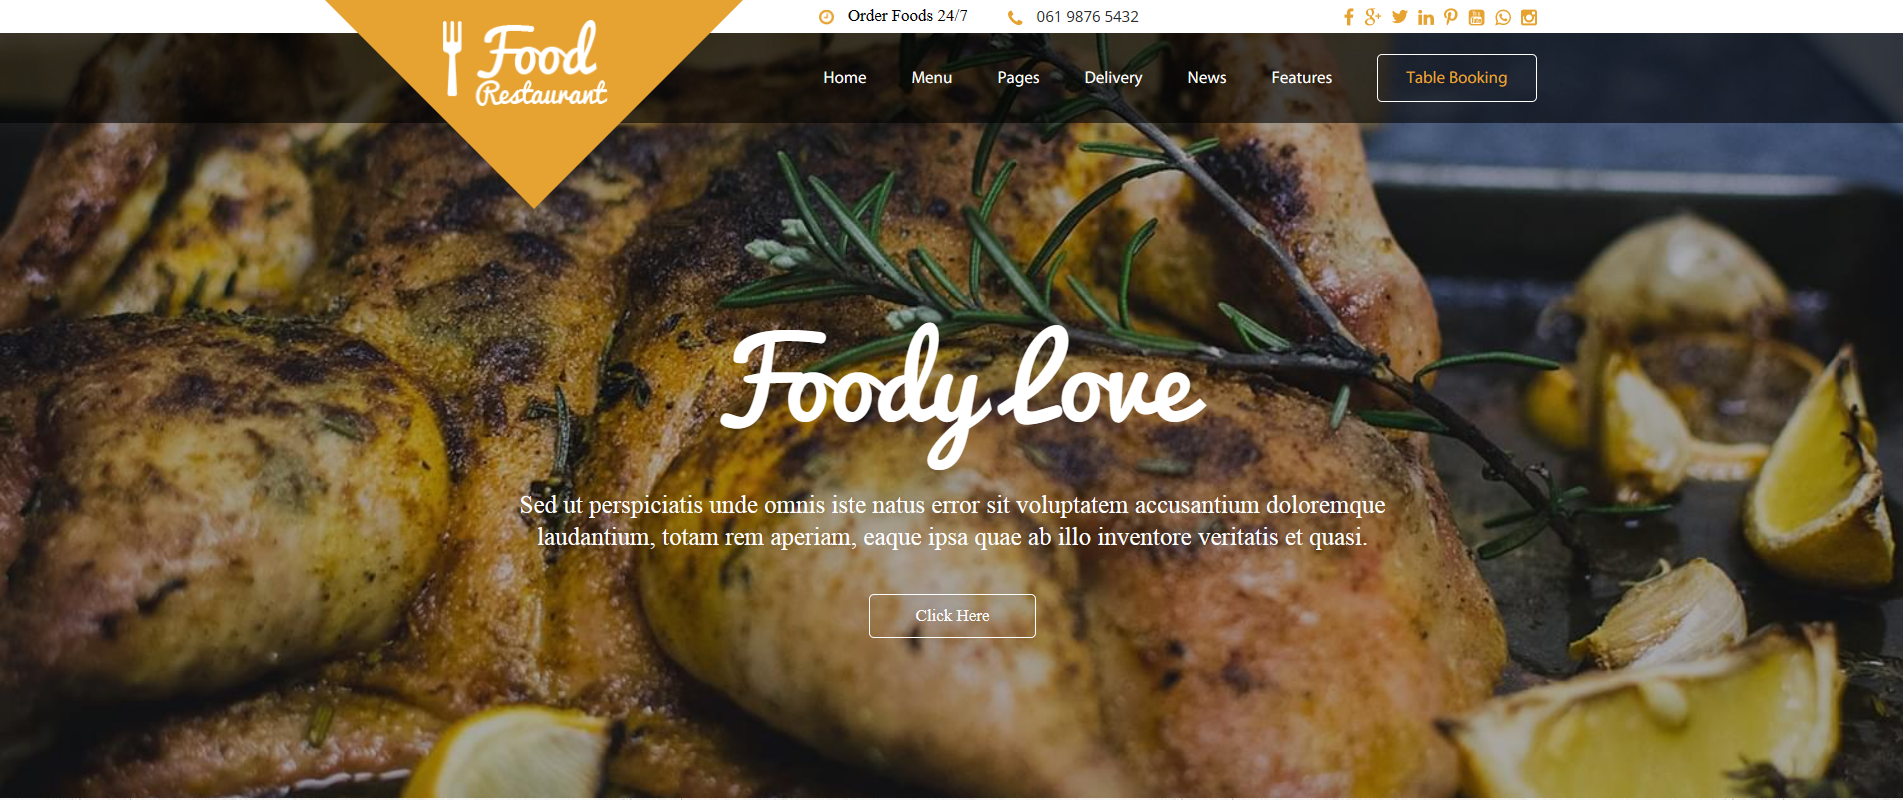 Order Foods 24/7
061 9876 5432
Food
Restaurant
Home
Menu
Pages
Delivery
News
Features
Table Booking
Foody Love
Sed ut perspiciatis unde omnis iste natus error sit voluptatem accusantium doloremque
laudantium, totam rem aperiam, eaque ipsa quae ab illo inventore veritatis et quasi.
Click Here